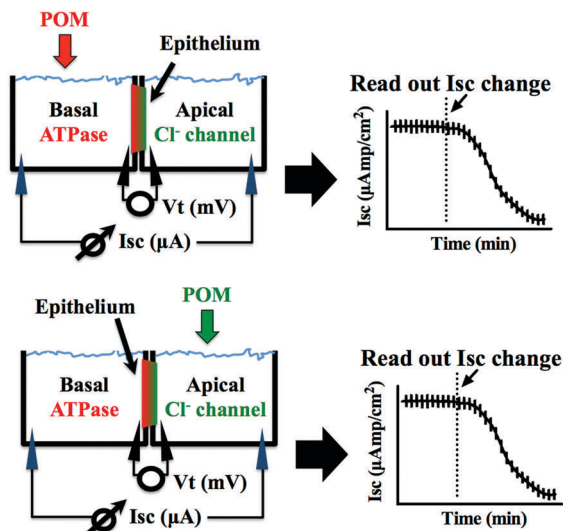 POM
Epithelium
Basal
ATPase
Apical
Cl- channel
Vt (mV)
Isc (μA)
Read out Isc change
Isc (μAmp/cm²)
Time (min)
POM
Epithelium
Basal
ATPase
Apical
Cl- channel
Vt (mV)
Isc (μA)
Read out Isc change
Isc (μAmp/cm²)
Time (min)